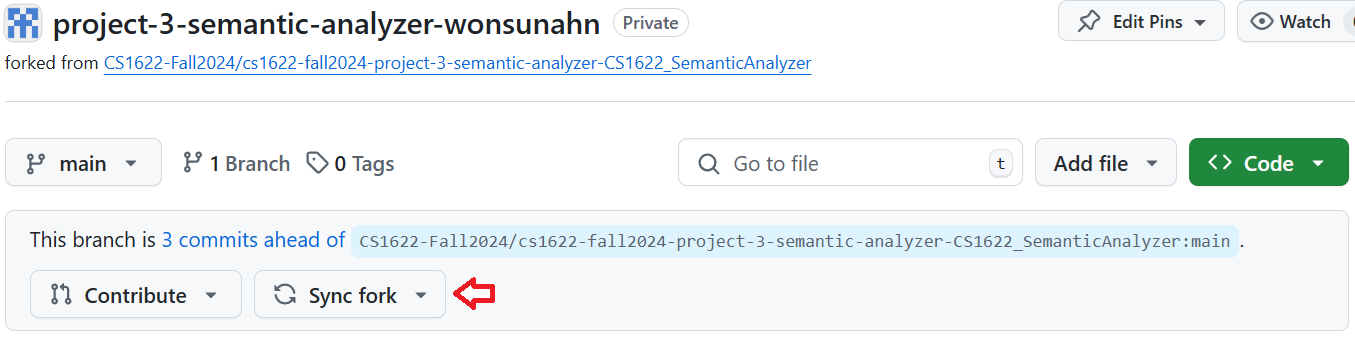 project-3-semantic-analyzer-wonsunahn Private Edit Pins Watch
forked from CS1622-Fall2024/cs1622-fall2024-project-3-semantic-analyzer-CS1622_SemanticAnalyzer
main 1 Branch 0 Tags Go to file t Add file <> Code
This branch is 3 commits ahead of CS1622-Fall2024/cs1622-fall2024-project-3-semantic-analyzer-CS1622_SemanticAnalyzer:main .
Contribute Sync fork